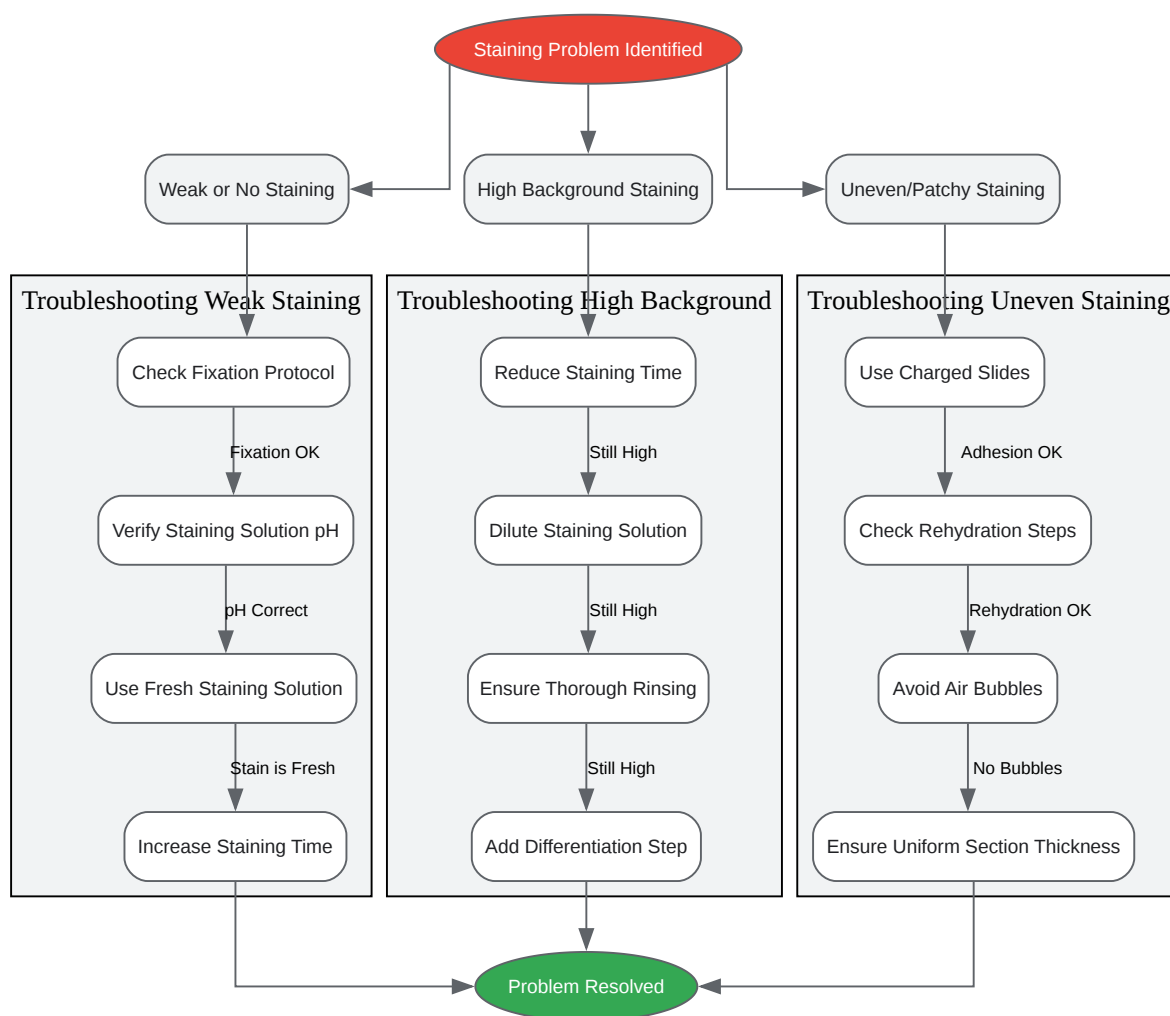 Staining Problem Identified
Weak or No Staining
High Background Staining
Uneven/Patchy Staining
Troubleshooting Weak Staining
Check Fixation Protocol
Fixation OK
Verify Staining Solution pH
pH Correct
Use Fresh Staining Solution
Stain is Fresh
Increase Staining Time
Troubleshooting High Background
Reduce Staining Time
Still High
Dilute Staining Solution
Still High
Ensure Thorough Rinsing
Still High
Add Differentiation Step
Troubleshooting Uneven Staining
Use Charged Slides
Adhesion OK
Check Rehydration Steps
Rehydration OK
Avoid Air Bubbles
No Bubbles
Ensure Uniform Section Thickness
Problem Resolved